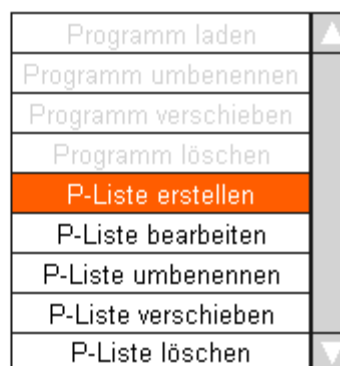 Programm laden
Programm umbenennen
Programm verschieben
Programm löschen
P-Liste erstellen
P-Liste bearbeiten
P-Liste umbenennen
P-Liste verschieben
P-Liste löschen